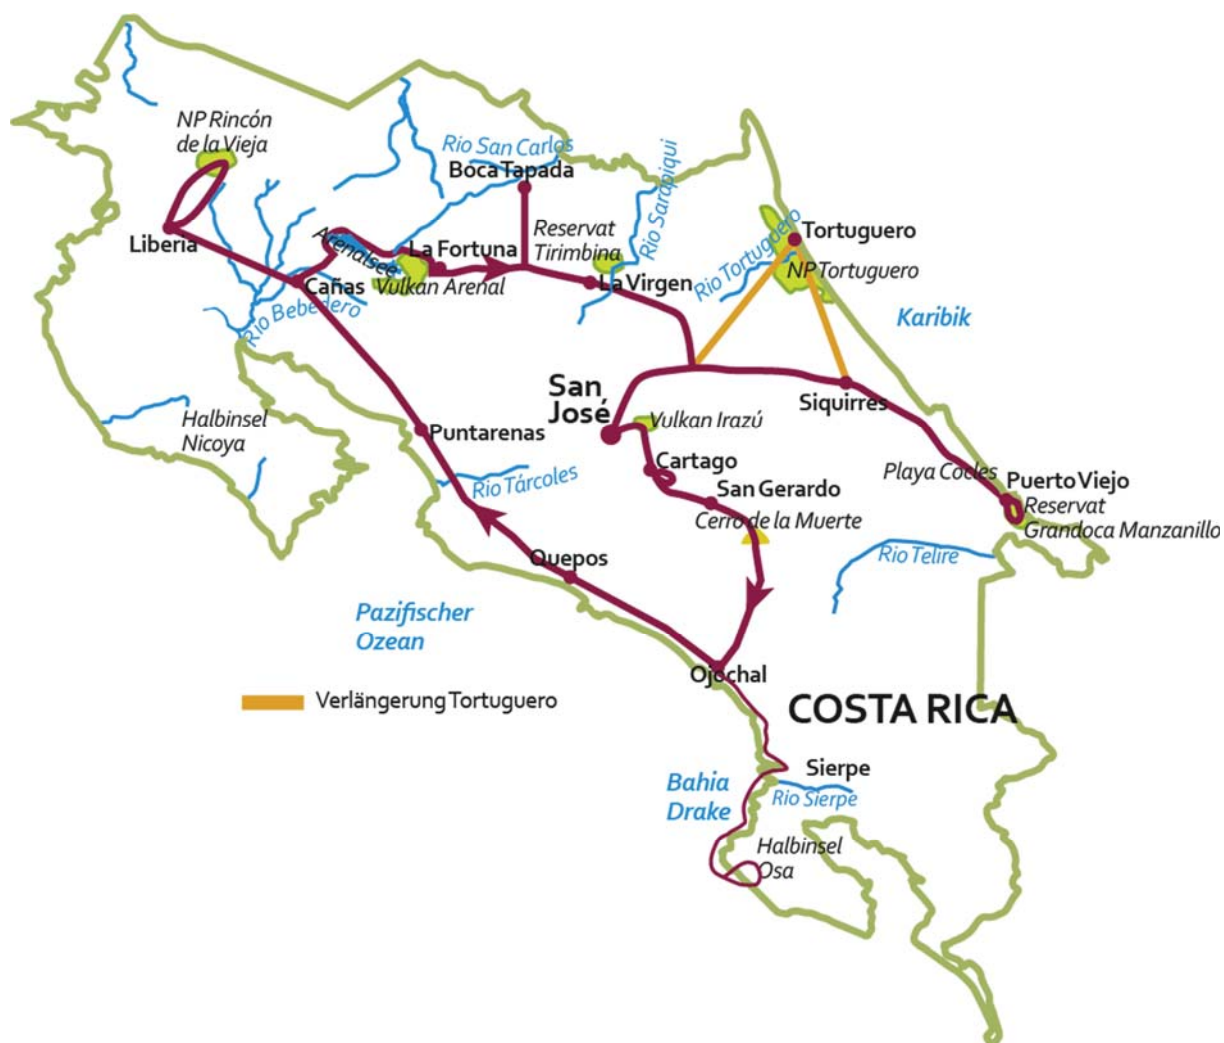 NP Rincón
de la Vieja
Rio San Carlos
Boca Tapada
Rio Sarapiqui
Reservat
Tirimbina
Liberia
Arenalsee
La Fortuna
Tortuguero
Rio Tortuguero
NP Tortuguero
Cañas
Vulkan Arenal
La Virgen
Rio Bebedero
Karibik
San
José
Siquirres
Halbinsel
Nicoya
Puntarenas
Vulkan Irazú
Cartago
Rio Tárcoles
Playa Cocles
Puerto Viejo
San Gerardo
Reservat
Grandoca Manzanillo
Cerro de la Muerte
Quepos
Rio Telire
Pazifischer
Ozean
Ojochal
Verlängerung Tortuguero
COSTA RICA
Sierpe
Bahia
Drake
Rio Sierpe
Halbinsel
Osa